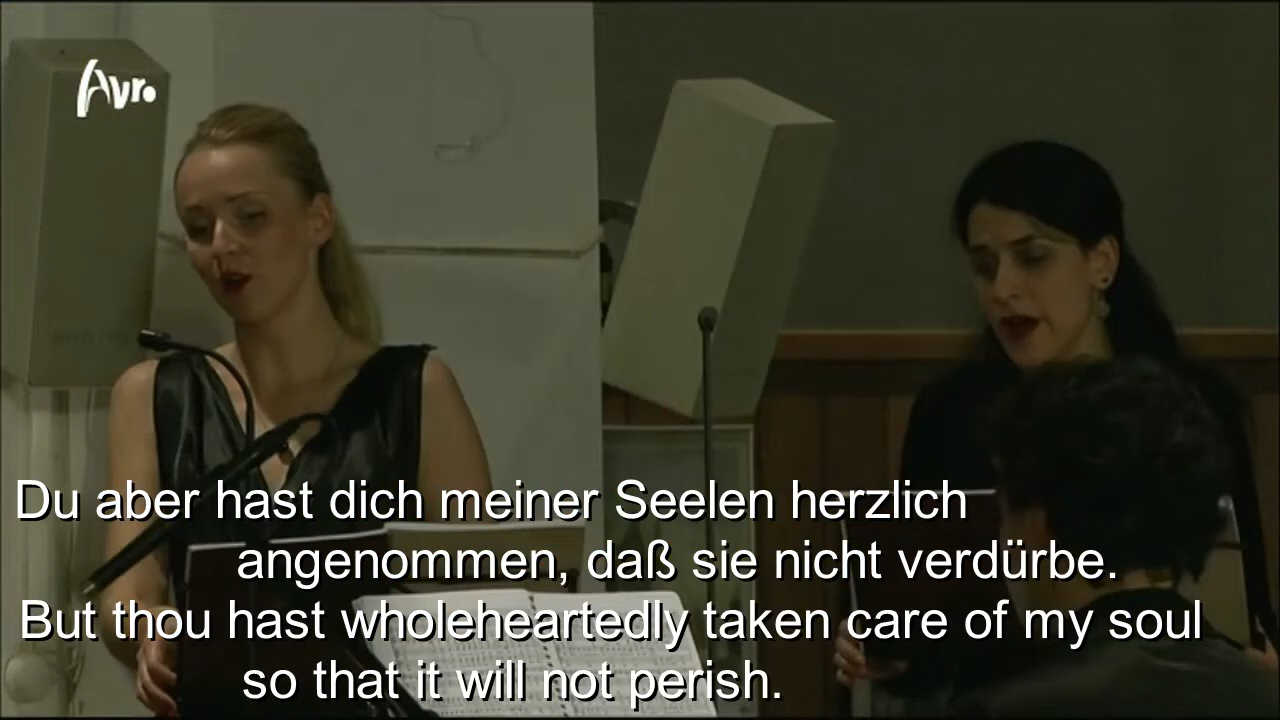 Avro
Du aber hast dich meiner Seelen herzlich
angenommen, daß sie nicht verdürbe.
But thou hast wholeheartedly taken care of my soul
so that it will not perish.